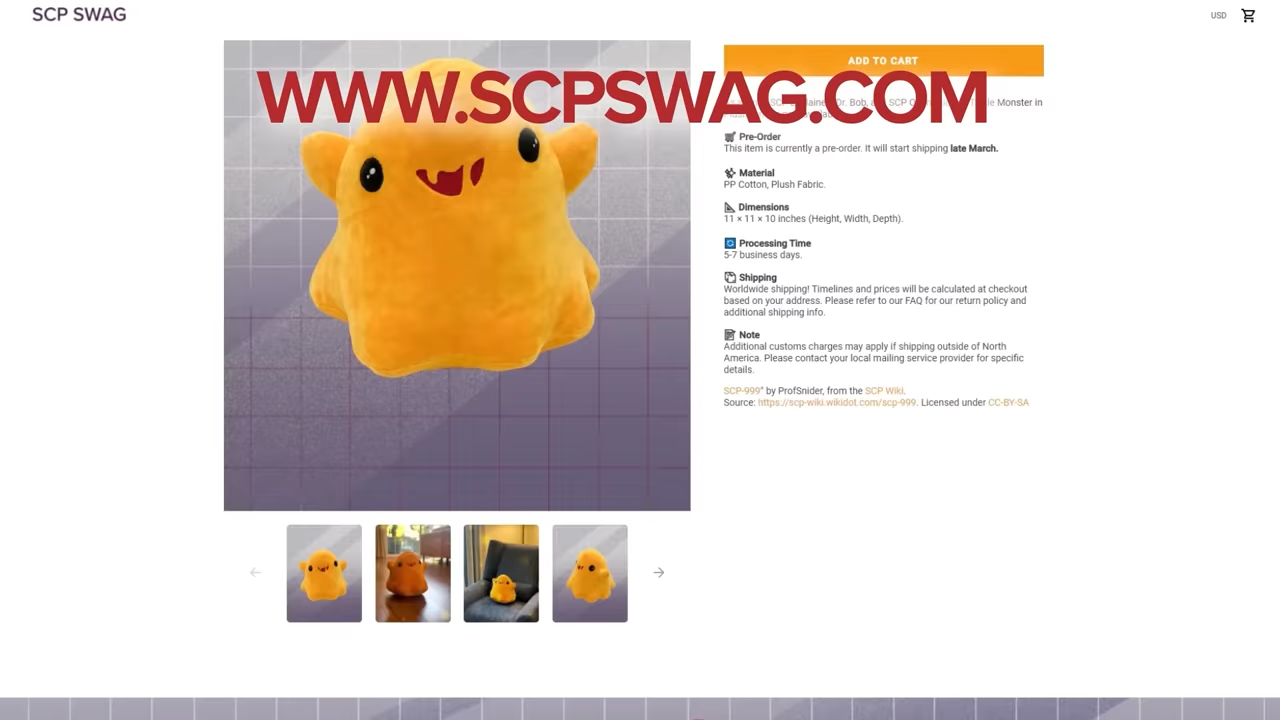 SCP SWAG
USD
ADD TO CART
WWW.SCPSWAG.COM
Dr. Bob,
SCP
Monster in
Pre-Order
This item is currently a pre-order. It will start shipping late March.
Material
PP Cotton, Plush Fabric.
Dimensions
11 × 11 × 10 inches (Height, Width, Depth).
Processing Time
5-7 business days.
Shipping
Worldwide shipping! Timelines and prices will be calculated at checkout
based on your address. Please refer to our FAQ for our return policy and
additional shipping info.
Note
Additional customs charges may apply if shipping outside of North
America. Please contact your local mailing service provider for specific
details.
SCP-999" by ProfSnider, from the SCP Wiki.
Source: https://scp-wiki.wikidot.com/scp-999. Licensed under CC-BY-SA